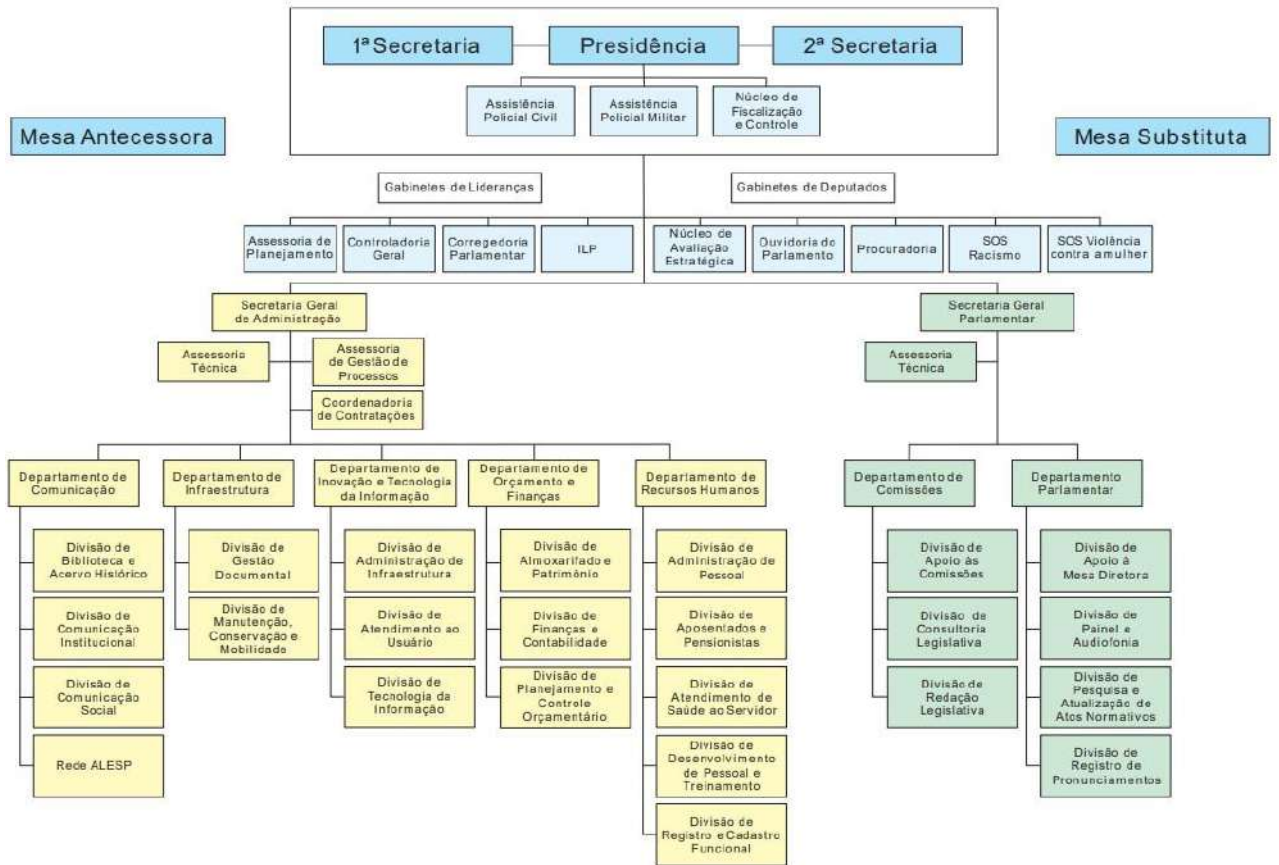 1ª Secretaria
Presidência
2ª Secretaria
Assistência
Policial Civil
Assistência
Policial Militar
Núcleo de
Fiscalização
e Controle
Mesa Antecessora
Mesa Substituta
Gabinetes de Lideranças
Gabinetes de Deputados
Assessoria de
Planejamento
Controladoria
Geral
Corregedoria
Parlamentar
ILP
Núcleo de
Avaliação
Estratégica
Ouvidoria do
Parlamento
Procuradoria
SOS
Racismo
SOS Violência
contra amulher
Secretaria Geral
de Administração
Secretaria Geral
Parlamentar
Assessoria
Técnica
Assessoria
de Gestão de
Processos
Coordenadoria
de Contratações
Assessoria
Técnica
Departamento de
Comunicação
Departamento de
Infraestrutura
Departamento de
Inovação e Tecnologia
da Informação
Departamento de
Orçamento e
Finanças
Departamento de
Recursos Humanos
Departamento de
Comissões
Departamento
Parlamentar
Divisão de
Biblioteca e
Acervo Histórico
Divisão de
Comunicação
Institucional
Divisão de
Comunicação
Social
Rede ALESP
Divisão de
Gestão
Documental
Divisão de
Manutenção,
Conservação e
Mobilidade
Divisão de
Administração de
Infraestrutura
Divisão de
Atendimento ao
Usuário
Divisão de
Tecnologia da
Informação
Divisão de
Almoxarifado e
Patrimônio
Divisão de
Finanças e
Contabilidade
Divisão de
Planejamento e
Controle
Orçamentário
Divisão de
Administração de
Pessoal
Divisão de
Aposentados e
Pensionistas
Divisão de
Atendimento de
Saúde ao Servidor
Divisão de
Desenvolvimento
de Pessoal e
Treinamento
Divisão de
Registro e Cadastro
Funcional
Divisão de
Apoio às
Comissões
Divisão de
Consultoria
Legislativa
Divisão de
Redação
Legislativa
Divisão de
Apoio à
Mesa Diretora
Divisão de
Painel e
Audiofonia
Divisão de
Pesquisa e
Atualização de
Atos Normativos
Divisão de
Registro de
Pronunciamentos